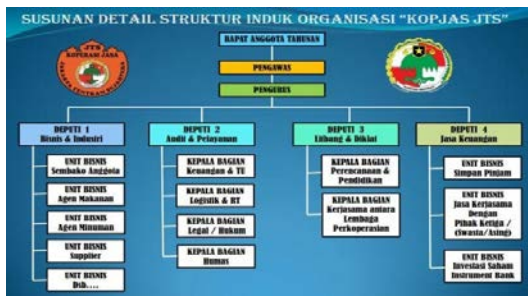 SUSUNAN DETAIL STRUKTUR INDUK ORGANISASI "KOPJAS JTS"
RAPAT ANGGOTA TAHUNAN
PENGAWAS
PENGURUS
JTS
KOPERASI JASA
DEPUTI 1
Bisnis & Industri
UNIT BISNIS
Sembako Anggota
UNIT BISNIS
Agen Makanan
UNIT BISNIS
Agen Minuman
UNIT BISNIS
Supplier
UNIT BISNIS
Dsb....
DEPUTI 2
Audit & Pelayanan
KEPALA BAGIAN
Keuangan & TU
KEPALA BAGIAN
Logistik & RT
KEPALA BAGIAN
Legal / Hukum
KEPALA BAGIAN
Humas
DEPUTI 3
Litbang & Diklat
KEPALA BAGIAN
Perencanaan &
Pendidikan
KEPALA BAGIAN
Kerjasama antara
Lembaga
Perkoperasian
DEPUTI 4
Jasa Keuangan
UNIT BISNIS
Simpan Pinjam
UNIT BISNIS
Jasa Kerjasama
Dengan
Pihak Ketiga /
(Swasta/Asing)
UNIT BISNIS
Investasi Saham
Instrument Bank